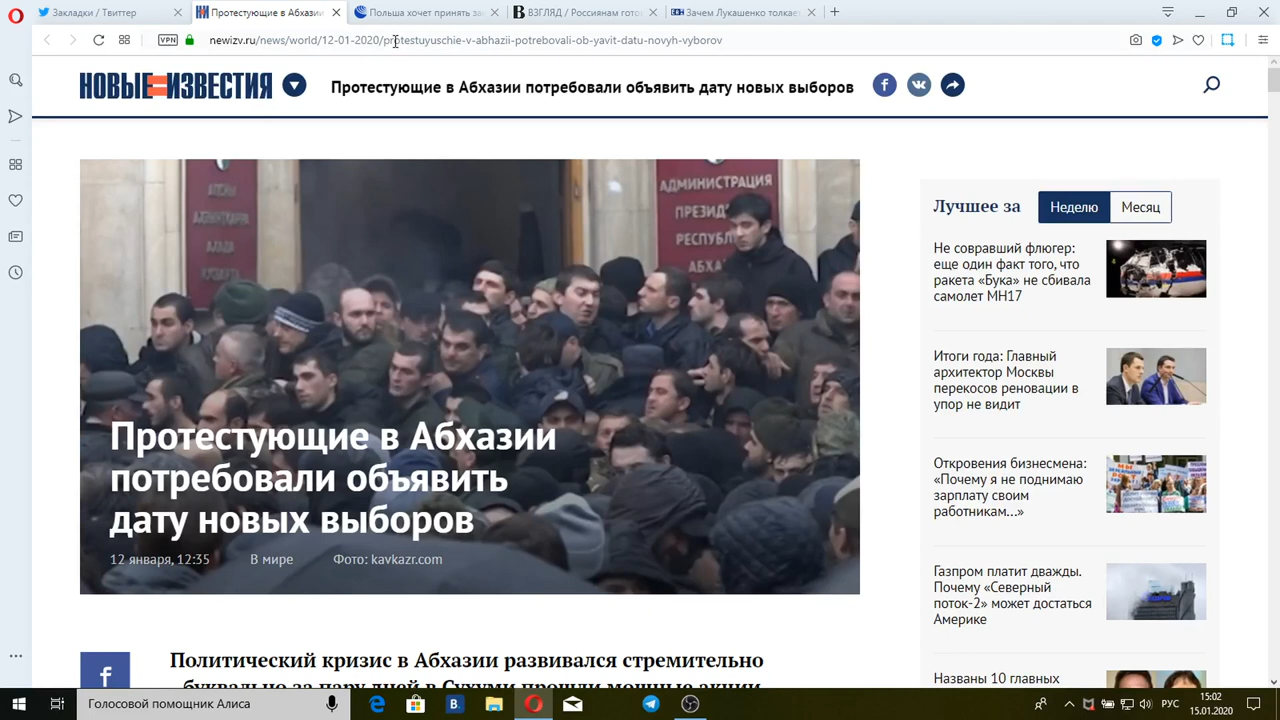 Закладки / Твиттер
Протестующие в Абхазии
Польша хочет принять за
ВЗГЛЯД / Россиянам гото
Зачем Лукашенко толкает
VPN
newizv.ru/news/world/12-01-2020/protestuyuschie-v-abhazii-potrebovali-ob-yavit-datu-novyh-vyborov
НОВЫЕ ИЗВЕСТИЯ
Протестующие в Абхазии потребовали объявить дату новых выборов
АДМИНИСТРАЦИЯ
Протестующие в Абхазии
потребовали объявить
дату новых выборов
12 января, 12:35 В мире Фото: kavkazr.com
Политический кризис в Абхазии развивался стремительно
Лучшее за Неделю Месяц
Не совравший флюгер:
еще один факт того, что
ракета «Бука» не сбивала
самолет МН17
Итоги года: Главный
архитектор Москвы
перекосов реновации в
упор не видит
Откровения бизнесмена:
«Почему я не поднимаю
зарплату своим
работникам...»
Газпром платит дважды.
Почему «Северный
поток-2» может достаться
Америке
Названы 10 главных
Голосовой помощник Алиса
РУС
15:02
15.01.2020